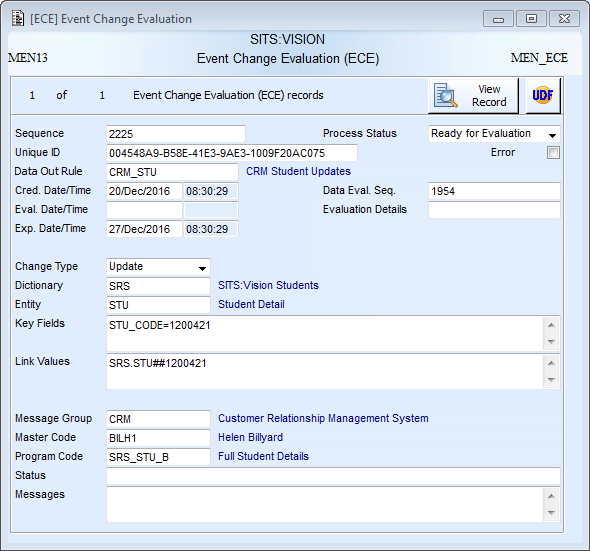 [ECE] Event Change Evaluation
SITS:VISION
MEN13 Event Change Evaluation (ECE) MEN_ECE
1 of 1 Event Change Evaluation (ECE) records View Record UDF
Sequence 2225 Process Status Ready for Evaluation
Unique ID 004548A9-B58E-41E3-9AE3-1009F20AC075 Error
Data Out Rule CRM_STU CRM Student Updates
Cred. Date/Time 20/Dec/2016 08:30:29 Data Eval. Seq. 1954
Eval. Date/Time Evaluation Details
Exp. Date/Time 27/Dec/2016 08:30:29
Change Type Update
Dictionary SRS SITS:Vision Students
Entity STU Student Detail
Key Fields STU_CODE=1200421
Link Values SRS.STU##1200421
Message Group CRM Customer Relationship Management System
Master Code BILH1 Helen Billyard
Program Code SRS_STU_B Full Student Details
Status
Messages